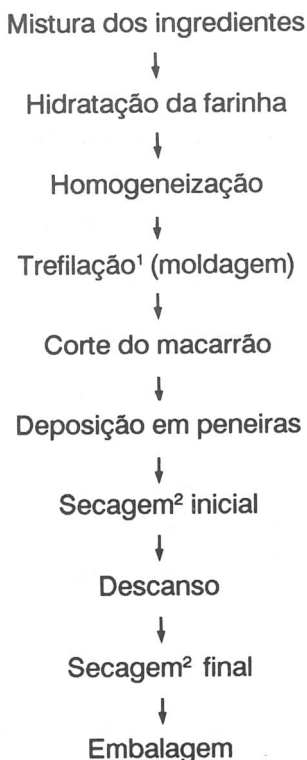 Mistura dos ingredientes
Hidratação da farinha
Homogeneização
Trefilação¹ (moldagem)
Corte do macarrão
Deposição em peneiras
Secagem² inicial
Descanso
Secagem² final
Embalagem